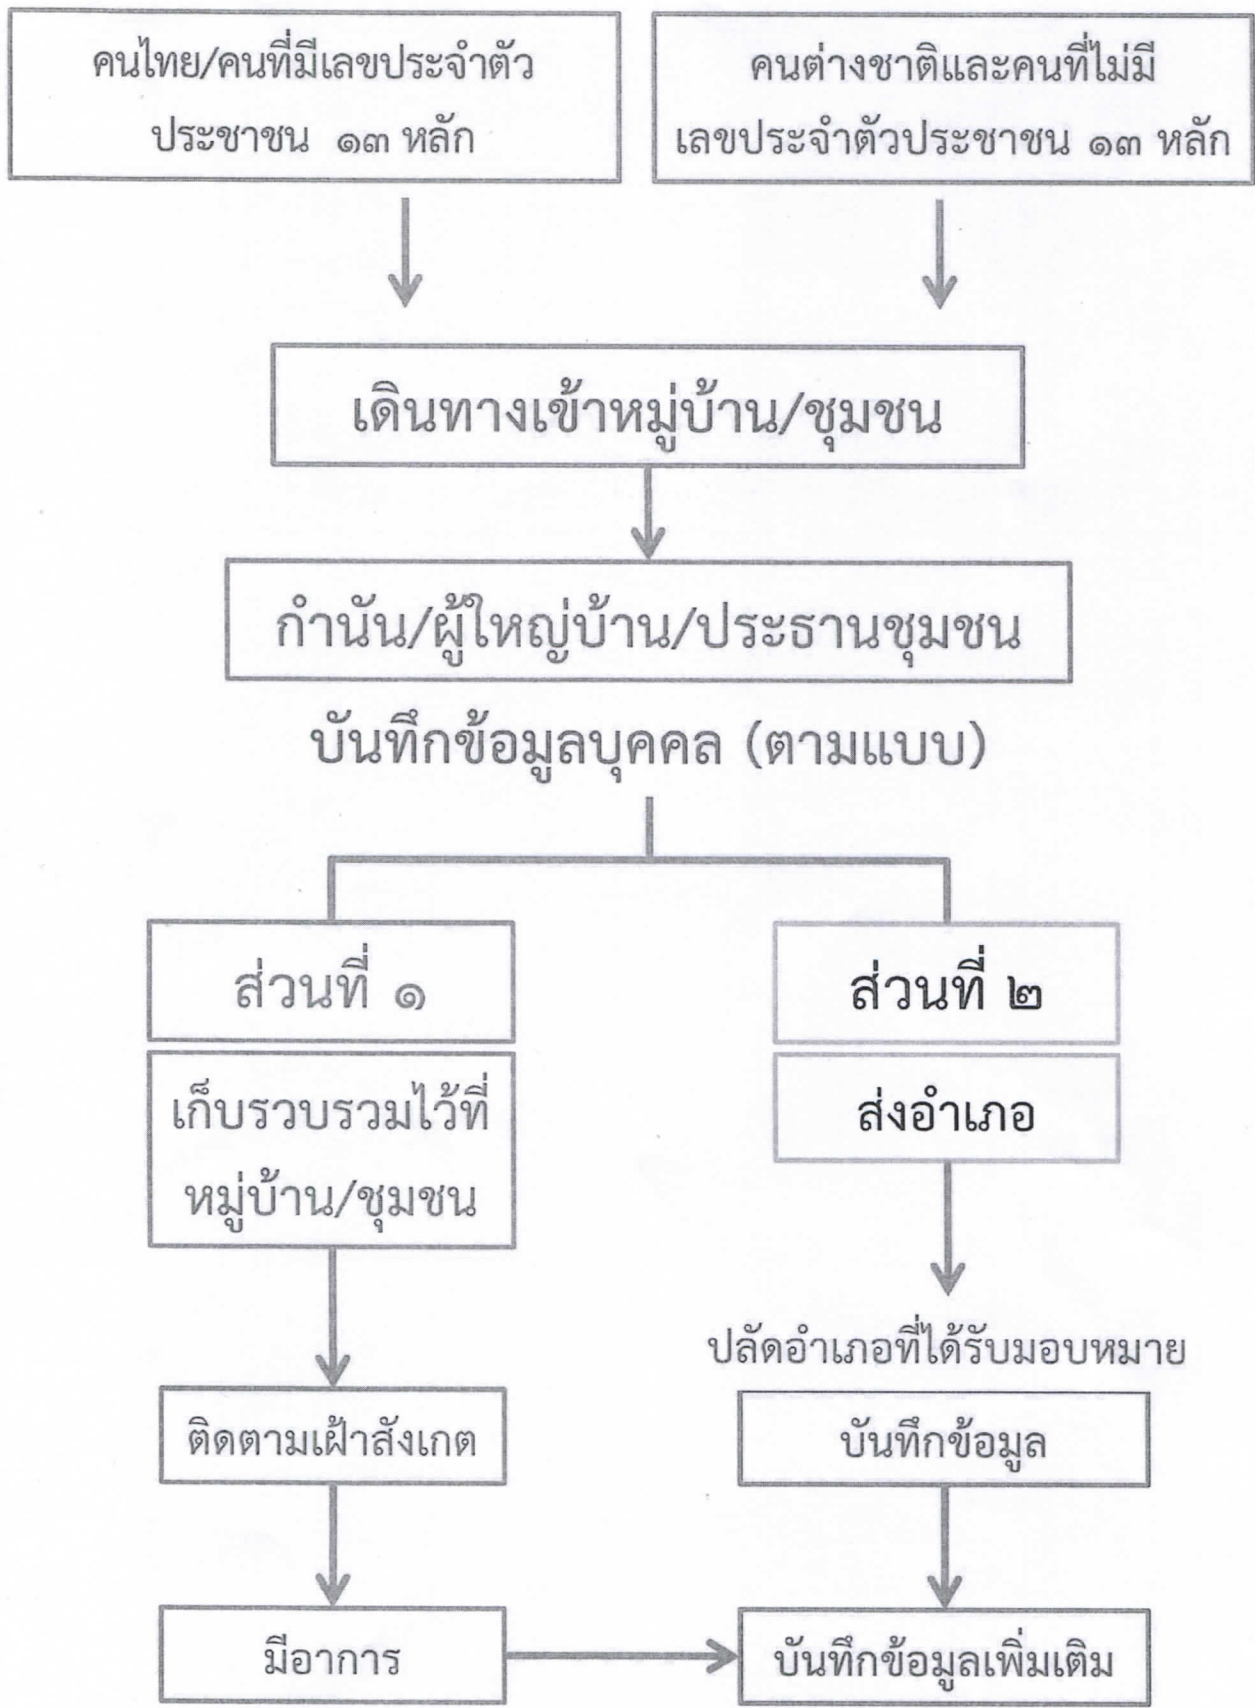 คนไทย/คนที่มีเลขประจำตัว
ประชาชน ๑๓ หลัก
คนต่างชาติและคนที่ไม่มี
เลขประจำตัวประชาชน ๑๓ หลัก
เดินทางเข้าหมู่บ้าน/ชุมชน
กำนัน/ผู้ใหญ่บ้าน/ประธานชุมชน
บันทึกข้อมูลบุคคล (ตามแบบ)
ส่วนที่ ๑
เก็บรวบรวมไว้ที่
หมู่บ้าน/ชุมชน
ติดตามเฝ้าสังเกต
มีอาการ
ส่วนที่ ๒
ส่งอำเภอ
ปลัดอำเภอที่ได้รับมอบหมาย
บันทึกข้อมูล
บันทึกข้อมูลเพิ่มเติม